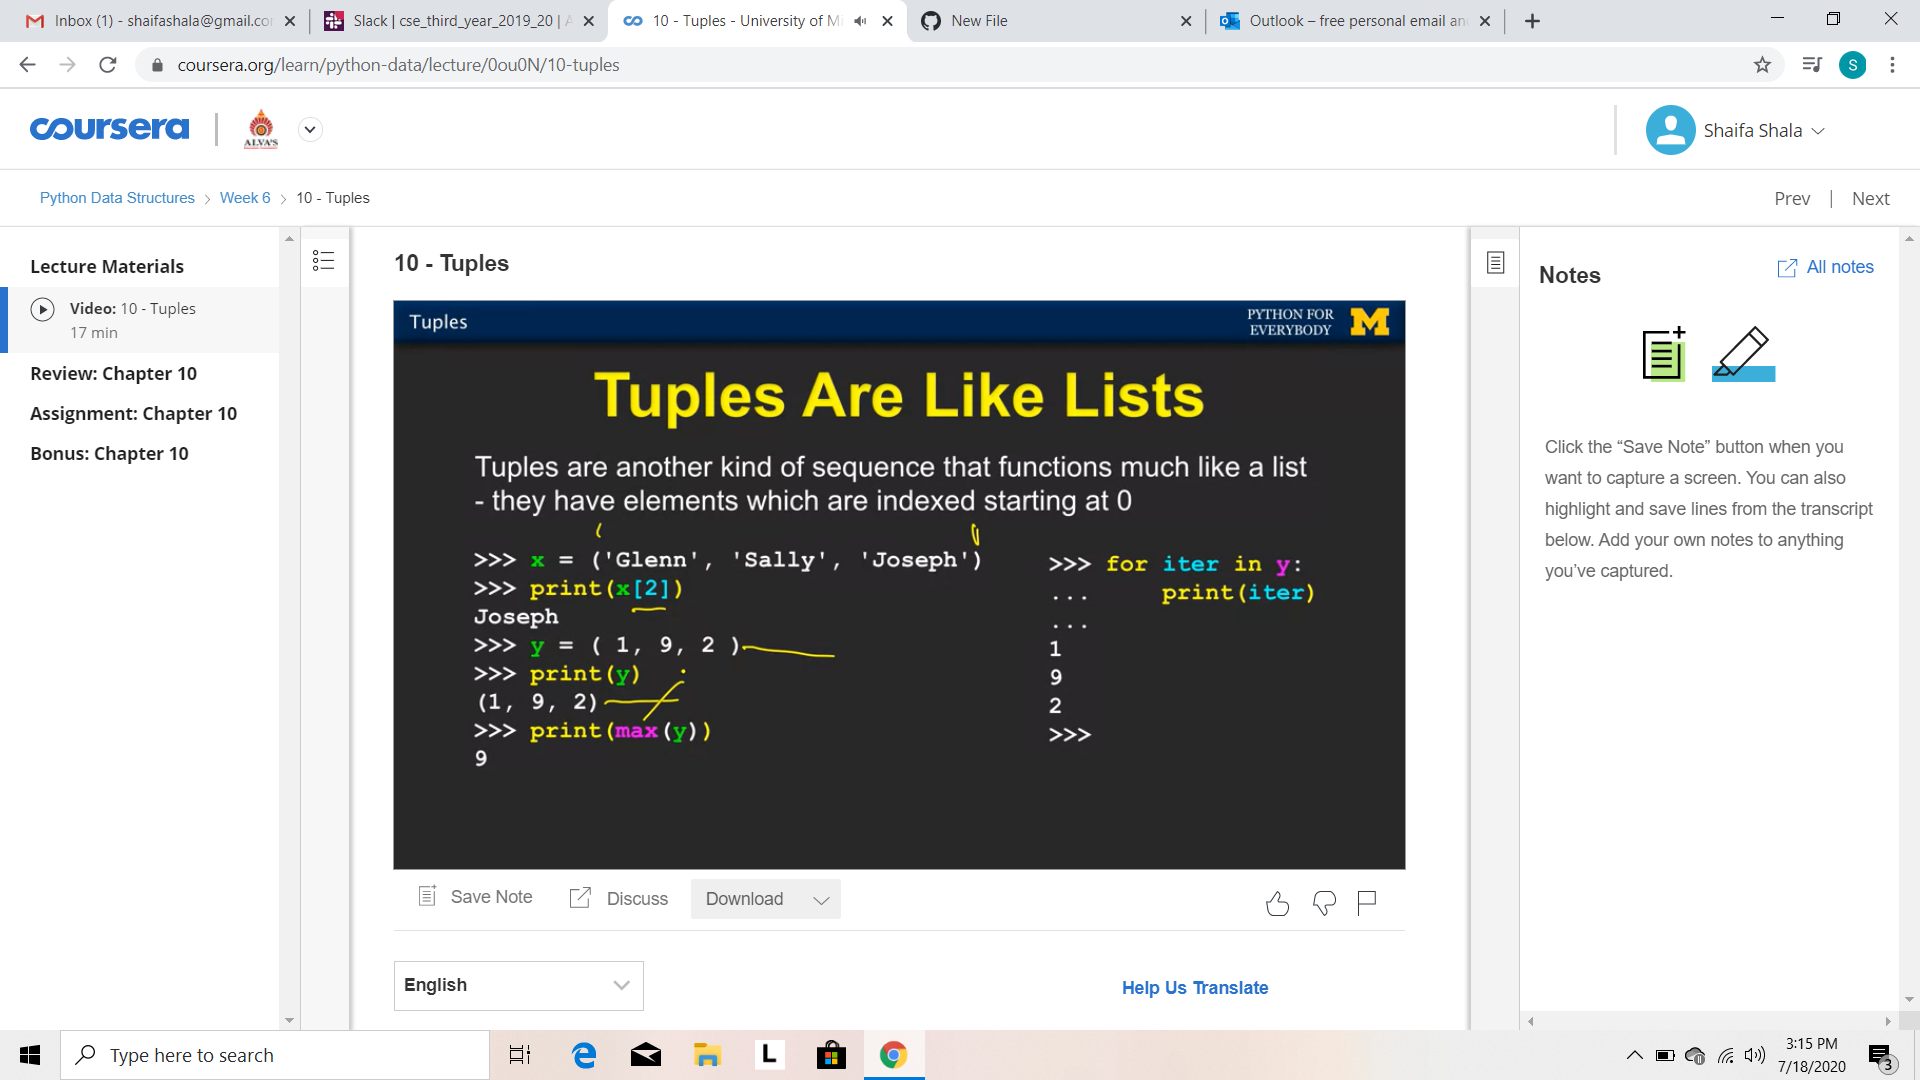 Inbox (1) - shaifashala@gmail.co
Slack | cse_third_year_2019_20 |
10 - Tuples - University of Mi
New File
Outlook – free personal email an
coursera.org/learn/python-data/lecture/0ou0N/10-tuples
S
coursera
ALVA'S
Shaifa Shala
Python Data Structures > Week 6 > 10 - Tuples
Prev | Next
Lecture Materials
Video: 10 - Tuples
17 min
Review: Chapter 10
Assignment: Chapter 10
Bonus: Chapter 10
10 - Tuples
Tuples
PYTHON FOR
EVERYBODY
M
Tuples Are Like Lists
Tuples are another kind of sequence that functions much like a list
- they have elements which are indexed starting at 0
>>> x = ('Glenn', 'Sally', 'Joseph')
>>> print(x[2])
Joseph
>>> y = ( 1, 9, 2 )
>>> print(y)
(1, 9, 2)
>>> print(max(y))
9
>>> for iter in y:
...     print(iter)
...
1
9
2
>>>
Save Note
Discuss
Download
English
Help Us Translate
Notes
All notes
Click the “Save Note” button when you
want to capture a screen. You can also
highlight and save lines from the transcript
below. Add your own notes to anything
you’ve captured.
Type here to search
L
3:15 PM
7/18/2020
3